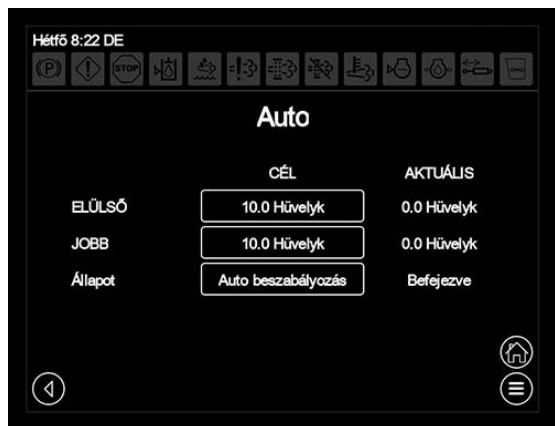 Hétfő 8:22 DE
(P) STOP
Auto
CÉL AKTUÁLIS
ELÜLSŐ 10.0 Hüvelyk 0.0 Hüvelyk
JOBB 10.0 Hüvelyk 0.0 Hüvelyk
Állapot Auto beszabályozás Befejezve